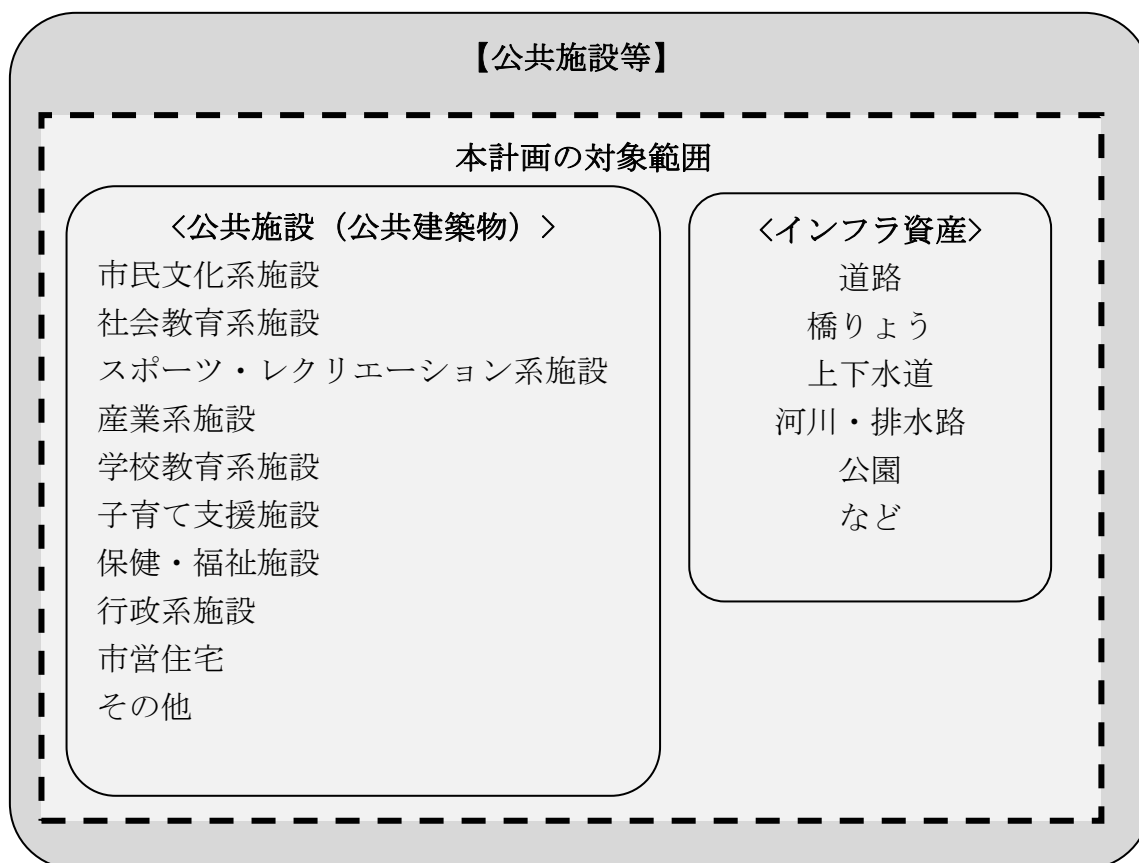 【公共施設等】
本計画の対象範囲
<公共施設（公共建築物）>
市民文化系施設
社会教育系施設
スポーツ・レクリエーション系施設
産業系施設
学校教育系施設
子育て支援施設
保健・福祉施設
行政系施設
市営住宅
その他
<インフラ資産>
道路
橋りょう
上下水道
河川・排水路
公園
など